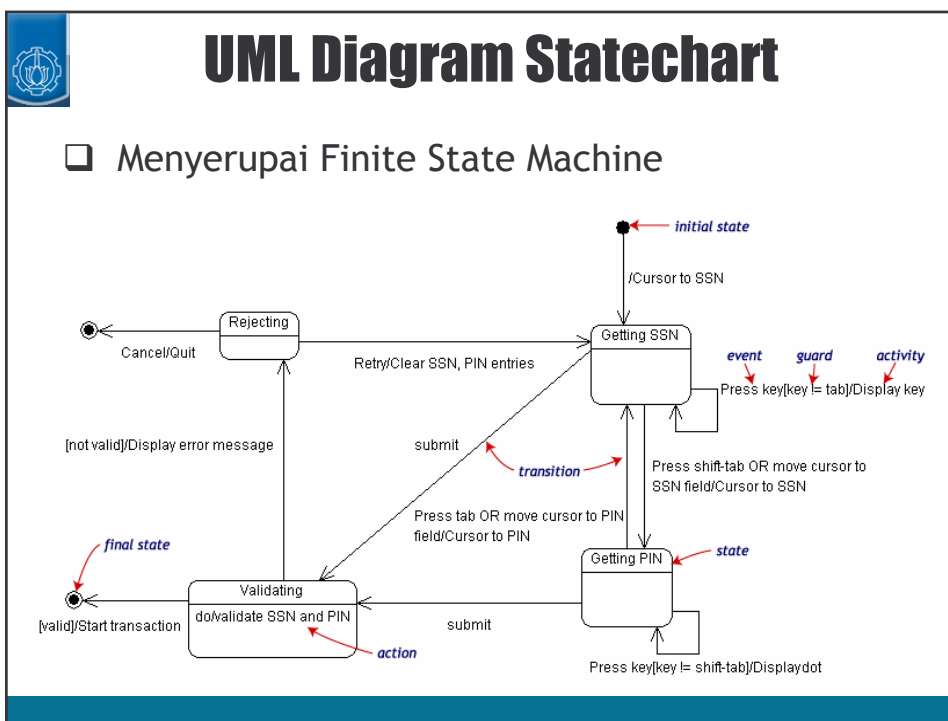 UML Diagram Statechart
Menyerupai Finite State Machine
initial state
/Cursor to SSN
Rejecting
Getting SSN
Cancel/Quit
Retry/Clear SSN, PIN entries
event guard activity
Press key[key != tab]/Display key
[not valid]/Display error message
submit
transition
Press shift-tab OR move cursor to
SSN field/Cursor to SSN
Press tab OR move cursor to PIN
field/Cursor to PIN
final state
Getting PIN
state
Validating
do/validate SSN and PIN
[valid]/Start transaction
submit
action
Press key[key != shift-tab]/Displaydot